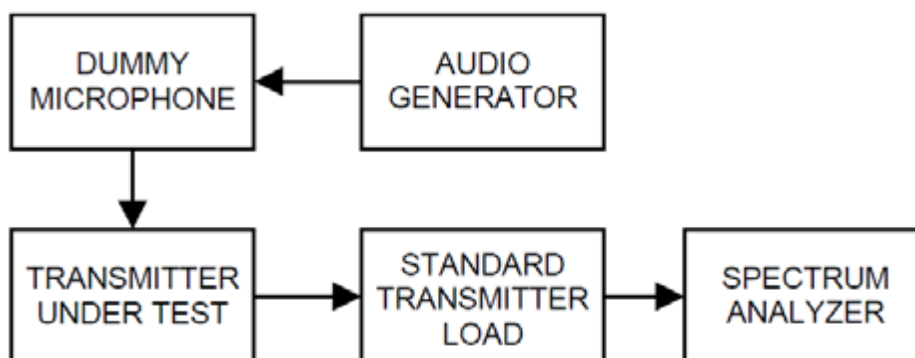 DUMMY
MICROPHONE
AUDIO
GENERATOR
TRANSMITTER
UNDER TEST
STANDARD
TRANSMITTER
LOAD
SPECTRUM
ANALYZER